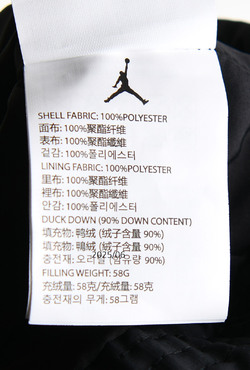 SHELL FABRIC: 100%POLYESTER
面布: 100%聚酯纤维
表布: 100%聚酯纖維
겉감: 100%폴리에스터
LINING FABRIC:100%POLYESTER
里布: 100%聚酯纤维
裡布: 100%聚酯纖維
안감: 100%폴리에스터
DUCK DOWN (90% DOWN CONTENT)
填充物: 鸭绒 (绒子含量 90%)
填充物: 鴨絨 (絨子含量 90%)
충전재: 오리털 (함유량 90%)
2025/06
FILLING WEIGHT: 58G
充绒量: 58克/充絨量: 58克
충전재의 무게: 58그램